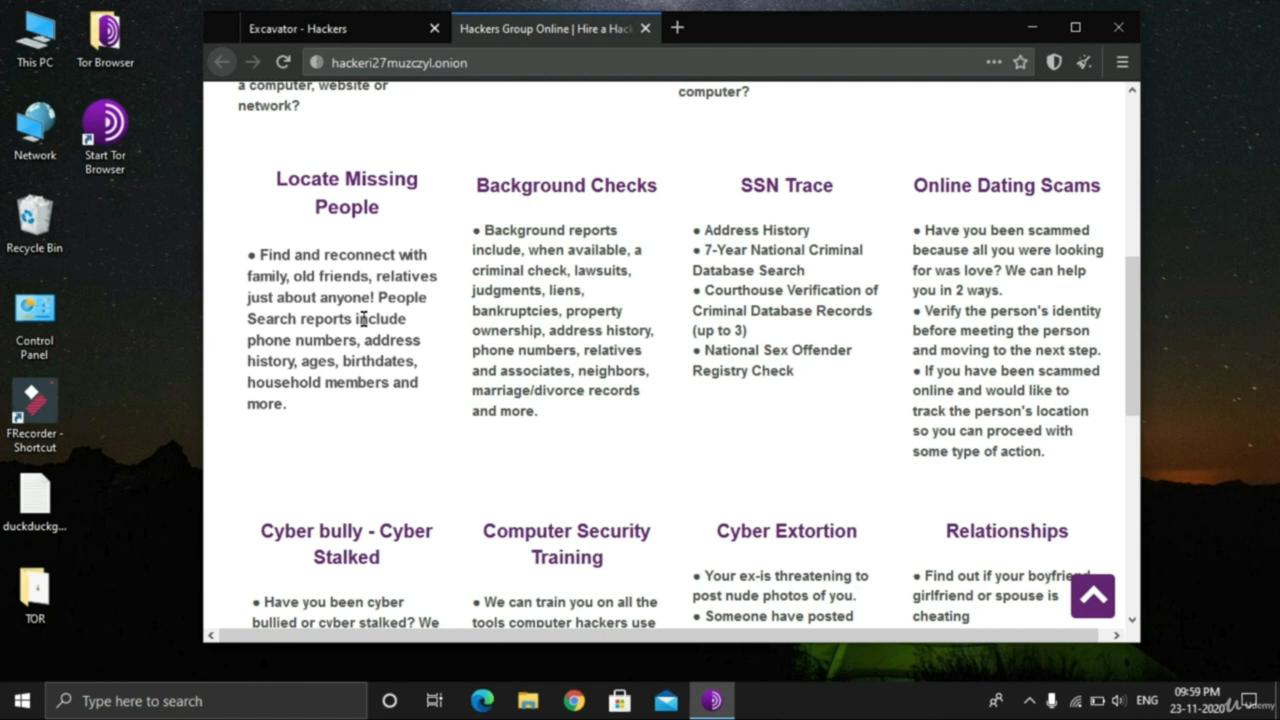 This PC
Tor Browser
Network
Start Tor
Browser
Recycle Bin
Control
Panel
FRecorder -
Shortcut
duckduckg...
TOR
Excavator - Hackers
Hackers Group Online | Hire a Hac
hackeri27muzczyl.onion
a computer, website or
network?
computer?
Locate Missing
People
● Find and reconnect with
family, old friends, relatives
just about anyone! People
Search reports include
phone numbers, address
history, ages, birthdates,
household members and
more.
Background Checks
● Background reports
include, when available, a
criminal check, lawsuits,
judgments, liens,
bankruptcies, property
ownership, address history,
phone numbers, relatives
and associates, neighbors,
marriage/divorce records
and more.
SSN Trace
● Address History
● 7-Year National Criminal
Database Search
● Courthouse Verification of
Criminal Database Records
(up to 3)
● National Sex Offender
Registry Check
Online Dating Scams
● Have you been scammed
because all you were looking
for was love? We can help
you in 2 ways.
● Verify the person's identity
before meeting the person
and moving to the next step.
● If you have been scammed
online and would like to
track the person's location
so you can proceed with
some type of action.
Cyber bully - Cyber
Stalked
● Have you been cyber
bullied or cyber stalked? We
Computer Security
Training
● We can train you on all the
tools computer hackers use
Cyber Extortion
● Your ex-is threatening to
post nude photos of you.
● Someone have posted
Relationships
● Find out if your boyfriend
girlfriend or spouse is
cheating
Type here to search
ENG
09:59 PM
23-11-2020
Udemy